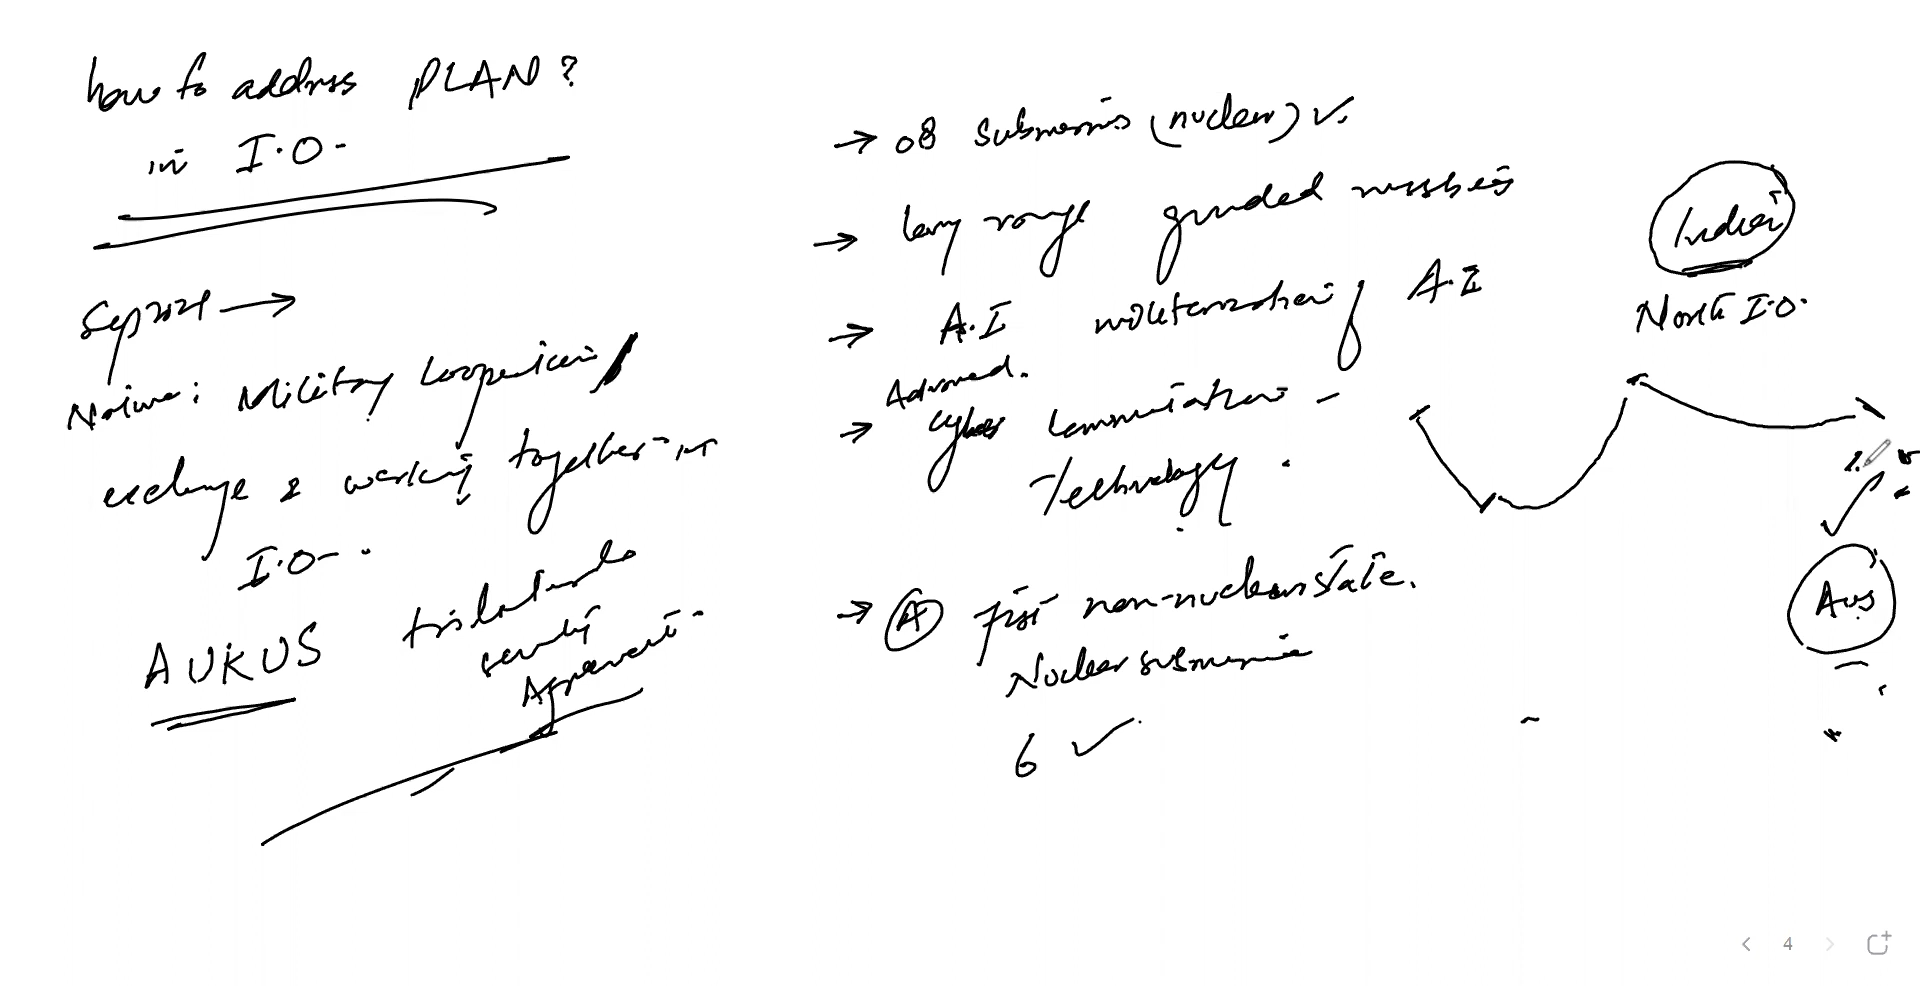 how to address PLAN?
in I.O.
Sep 2021 →
Nature: Military Cooperation
exchange & working together in
I.O.
AUKUS trilateral
security
Agreement
→ 08 submarines (nuclear) ✓
→ long range guided missiles
→ A.I militarization of A.I
Advanced.
→ cyber Communication
Technology.
→ (A) first non-nuclear state.
Nuclear submarine
6 ✓
India
North I.O.
Aus
4